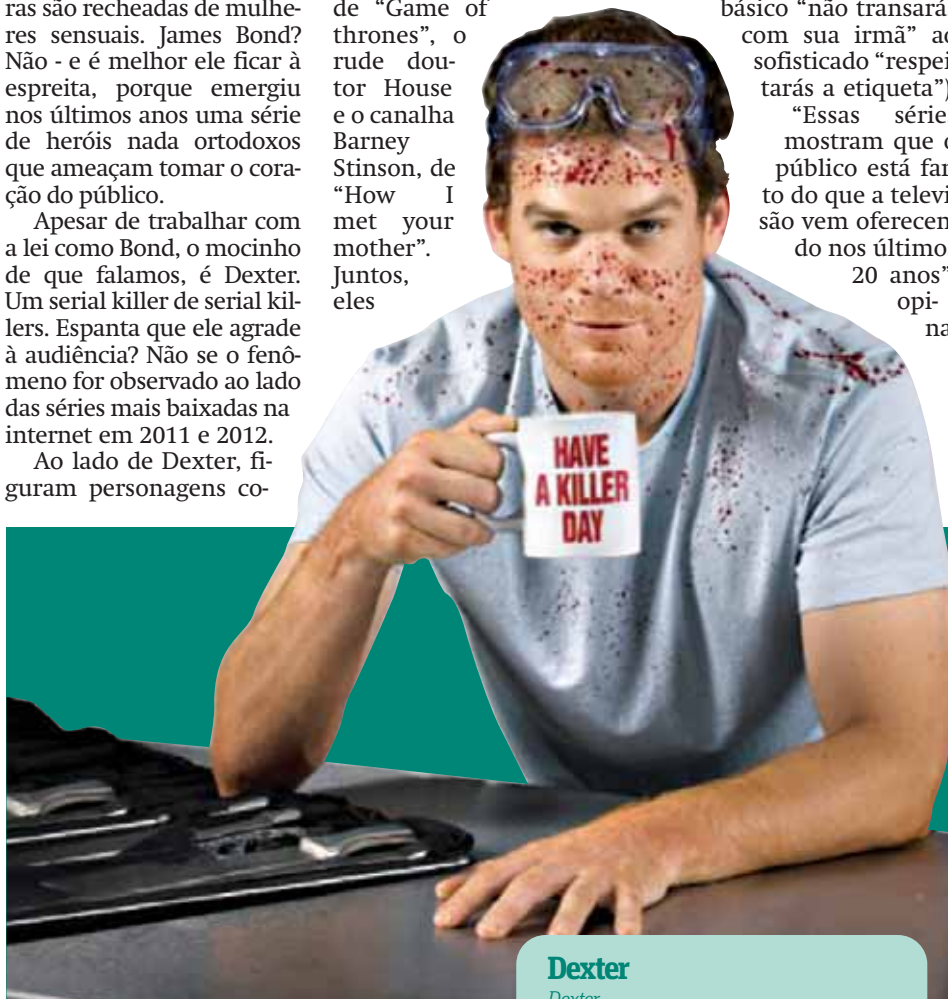 ras são recheadas de mulhe-
res sensuais. James Bond?
Não - e é melhor ele ficar à
espreita, porque emergiu
nos últimos anos uma série
de heróis nada ortodoxos
que ameaçam tomar o cora-
ção do público.
Apesar de trabalhar com
a lei como Bond, o mocinho
de que falamos, é Dexter.
Um serial killer de serial kil-
lers. Espanta que ele agrade
à audiência? Não se o fenô-
meno for observado ao lado
das séries mais baixadas na
internet em 2011 e 2012.
Ao lado de Dexter, fi-
guram personagens co-
de “Game of
thrones”, o
rude dou-
tor House
e o canalha
Barney
Stinson, de
“How I
met your
mother”.
Juntos,
eles
básico “não transará
com sua irmã” ao
sofisticado “respei
tarás a etiqueta”)
“Essas série
mostram que o
público está far
to do que a televi
são vem oferecen
do nos último
20 anos”
opi-
na
HAVE
A KILLER
DAY
Dexter
Dexter